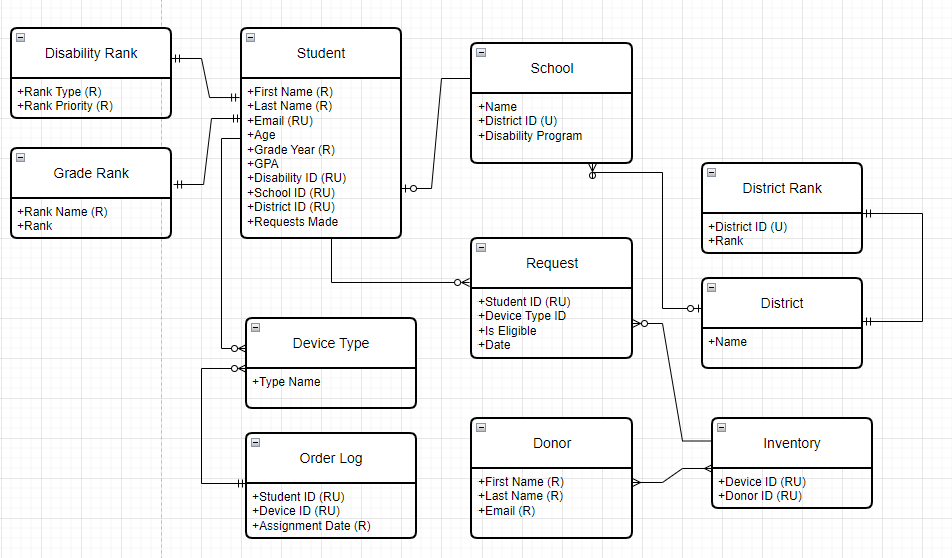 Disability Rank
+Rank Type (R)
+Rank Priority (R)
Grade Rank
+Rank Name (R)
+Rank
Student
+First Name (R)
+Last Name (R)
+Email (RU)
+Age
+Grade Year (R)
+GPA
+Disability ID (RU)
+School ID (RU)
+District ID (RU)
+Requests Made
School
+Name
+District ID (U)
+Disability Program
District Rank
+District ID (U)
+Rank
Request
+Student ID (RU)
+Device Type ID
+Is Eligible
+Date
District
+Name
Device Type
+Type Name
Order Log
+Student ID (RU)
+Device ID (RU)
+Assignment Date (R)
Donor
+First Name (R)
+Last Name (R)
+Email (R)
Inventory
+Device ID (RU)
+Donor ID (RU)